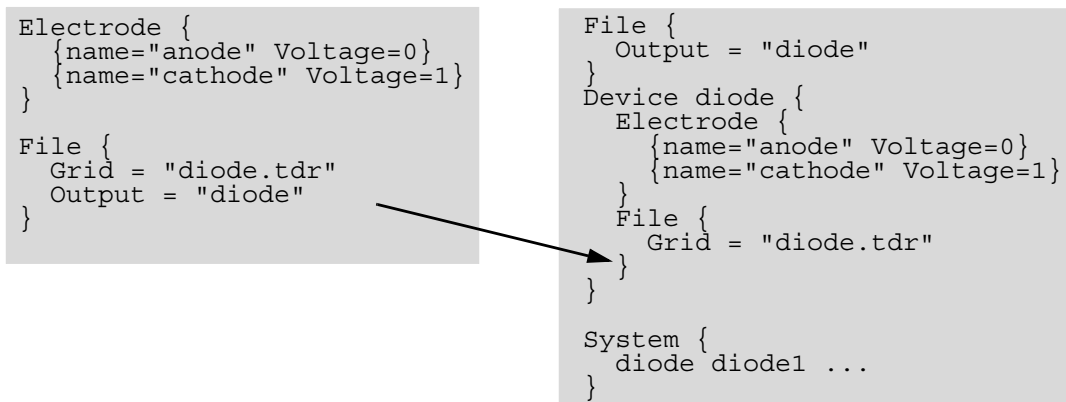 Electrode {
  {name="anode" Voltage=0}
  {name="cathode" Voltage=1}
}
File {
  Grid = "diode.tdr"
  Output = "diode"
}
File {
  Output = "diode"
}
Device diode {
  Electrode {
    {name="anode" Voltage=0}
    {name="cathode" Voltage=1}
  }
  File {
    Grid = "diode.tdr"
  }
}
System {
  diode diode1 ...
}